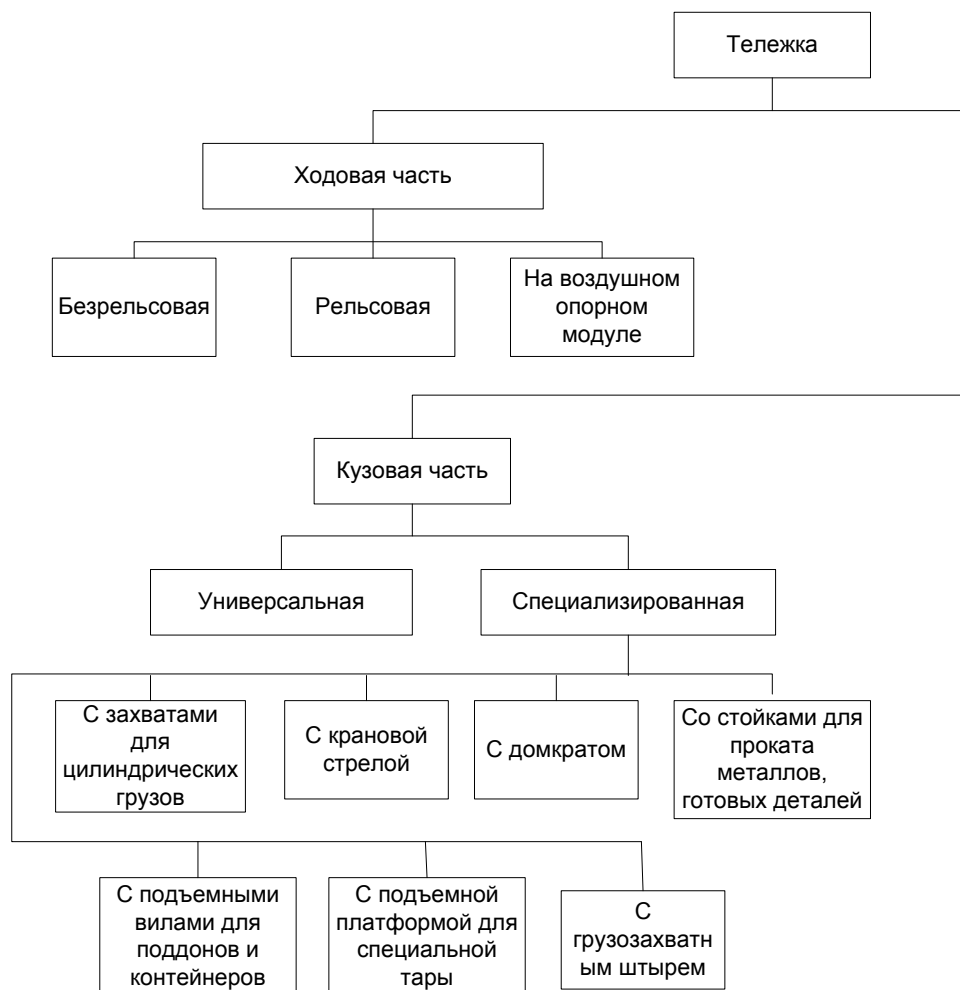 Тележка
Ходовая часть
Безрельсовая
Рельсовая
На воздушном
опорном
модуле
Кузовая часть
Универсальная
Специализированная
С захватами
для
цилиндрических
грузов
С крановой
стрелой
С домкратом
Со стойками для
проката
металлов,
готовых деталей
С подъемными
вилами для
поддонов и
контейнеров
С подъемной
платформой для
специальной
тары
С
грузозахватн
ым штырем